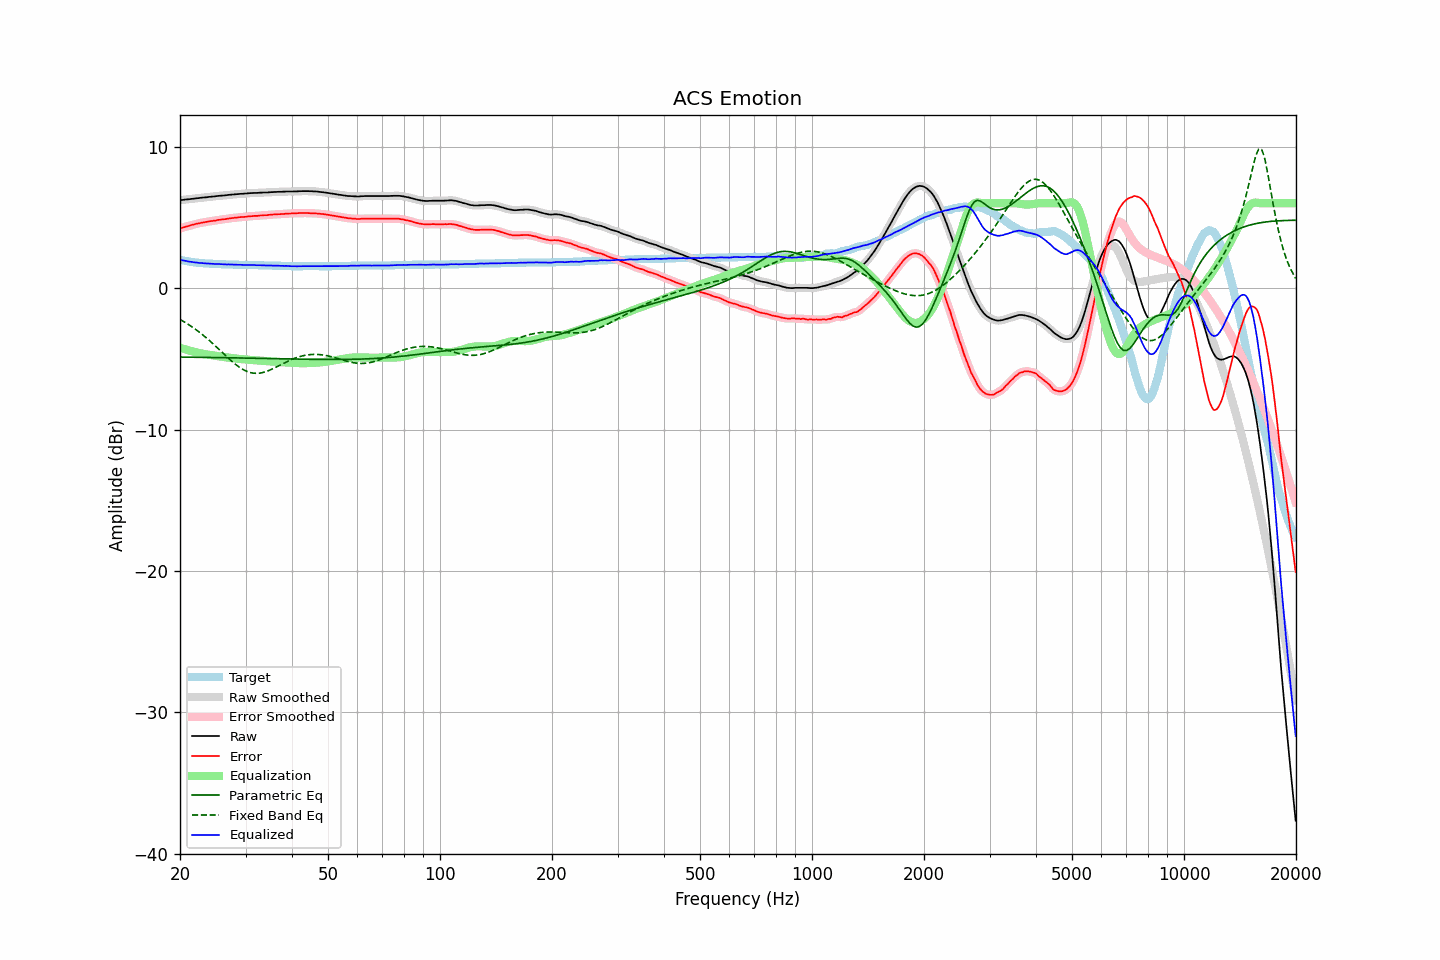 ACS Emotion
Amplitude (dBr)
10
0
−10
−20
−30
−40
Target
Raw Smoothed
Error Smoothed
Raw
Error
Equalization
Parametric Eq
Fixed Band Eq
Equalized
20 50 100 200 500 1000 2000 5000 10000 20000
Frequency (Hz)